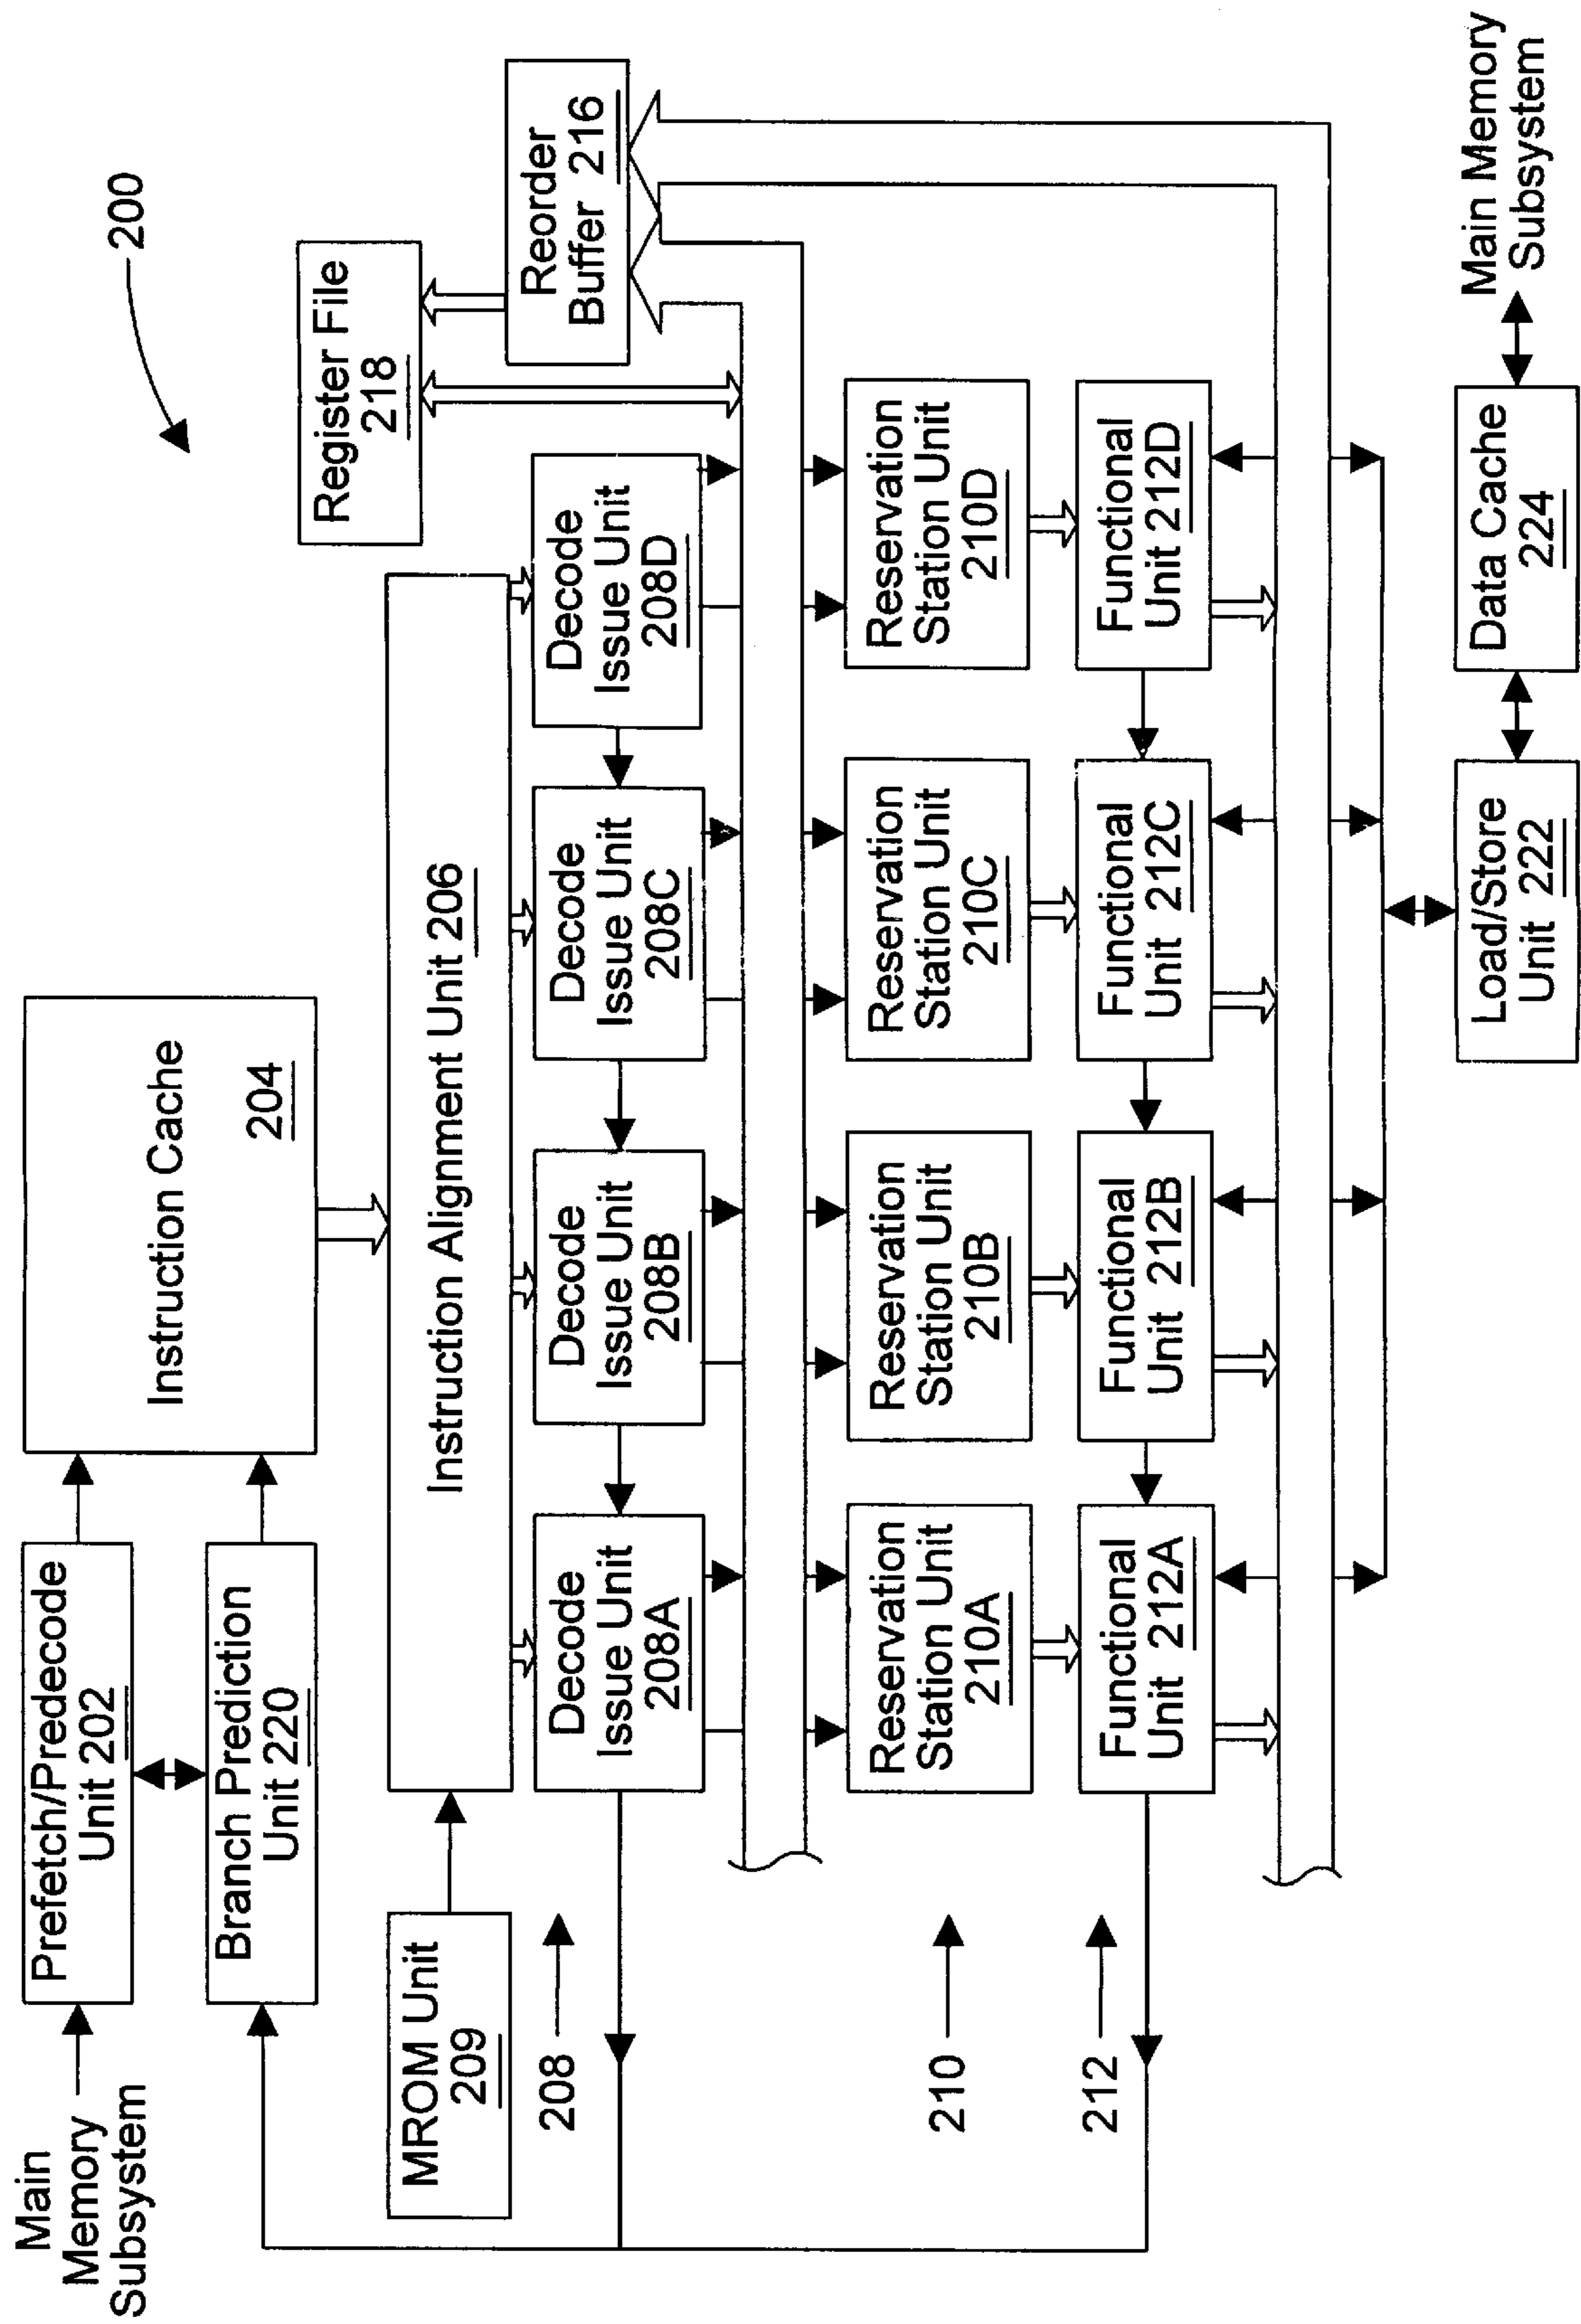 Main
Memory
Subsystem
Prefetch/Predecode
Unit 202
Branch Prediction
Unit 220
Instruction Cache
204
200
Register File
218
Reorder
Buffer 216
MROM Unit
209
Instruction Alignment Unit 206
208
Decode
Issue Unit
208A
Decode
Issue Unit
208B
Decode
Issue Unit
208C
Decode
Issue Unit
208D
210
Reservation
Station Unit
210A
Reservation
Station Unit
210B
Reservation
Station Unit
210C
Reservation
Station Unit
210D
212
Functional
Unit 212A
Functional
Unit 212B
Functional
Unit 212C
Functional
Unit 212D
Load/Store
Unit 222
Data Cache
224
Main Memory
Subsystem